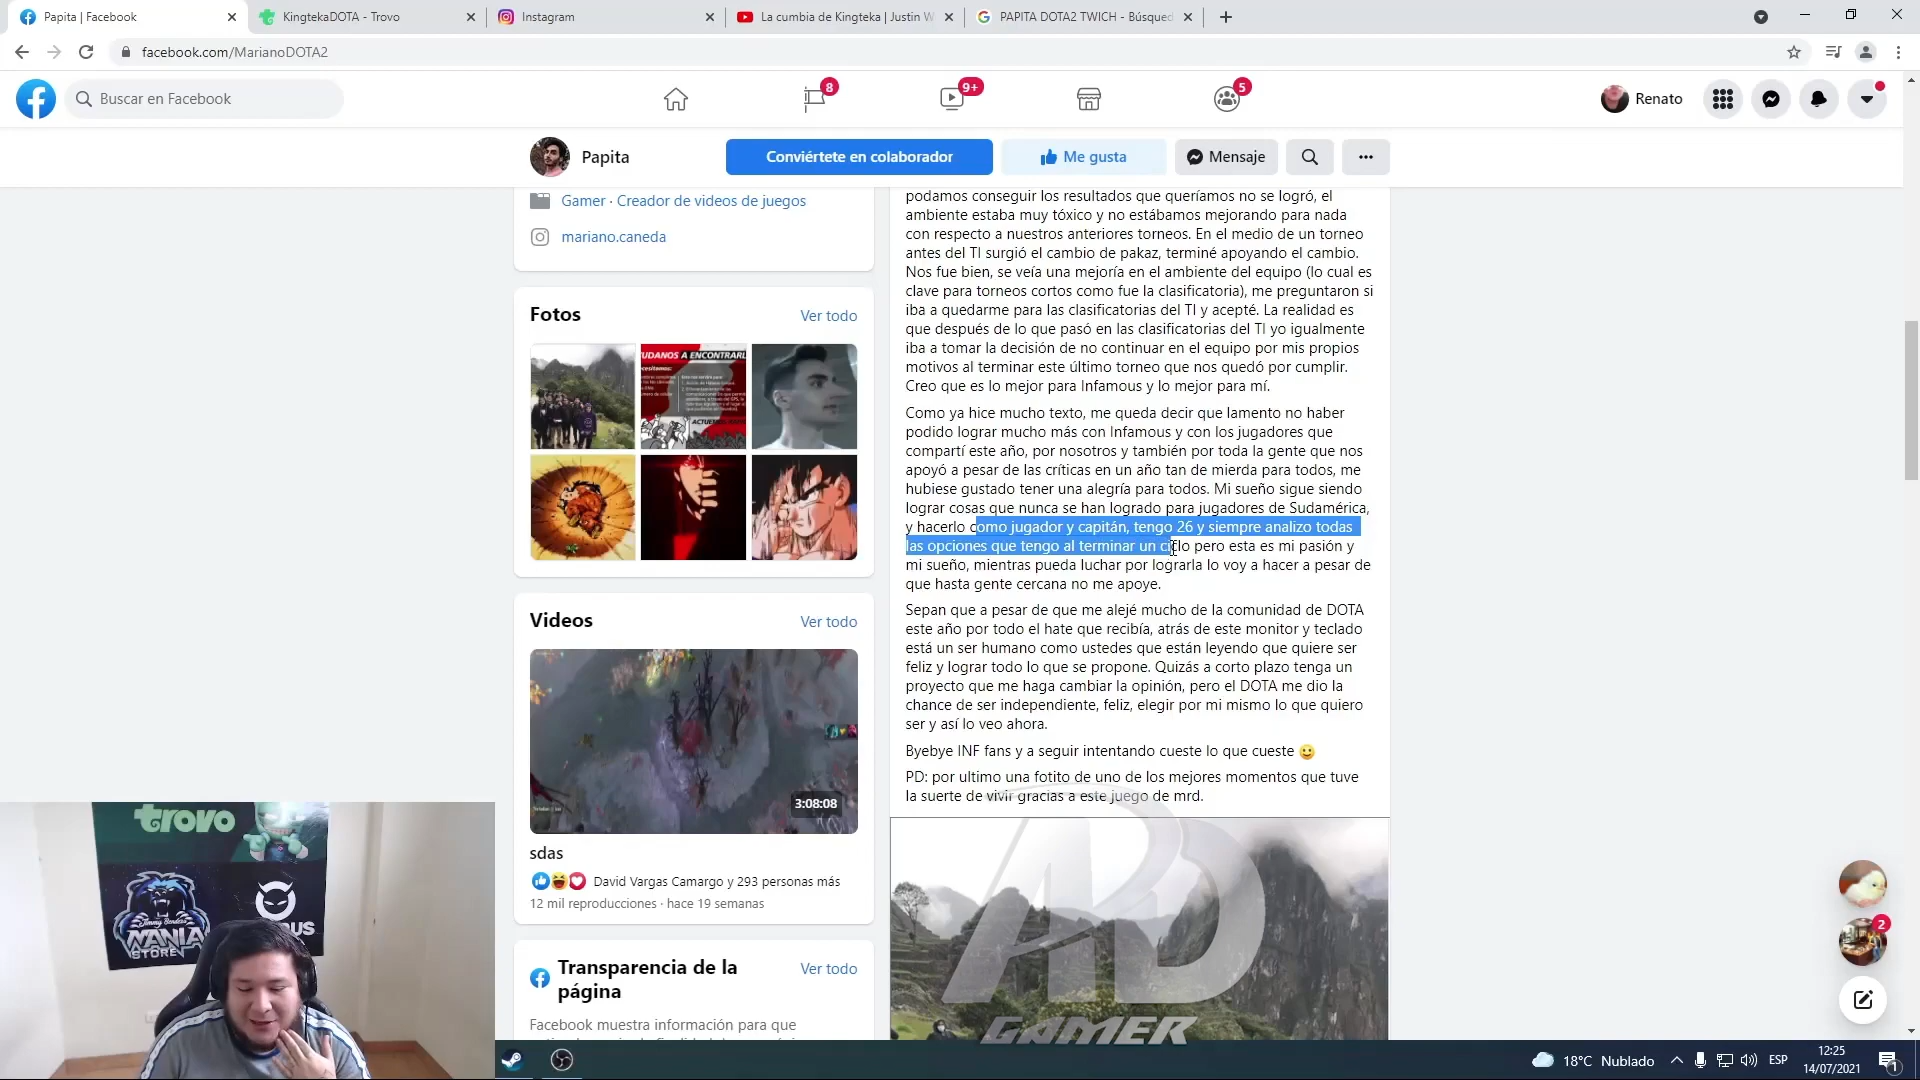 Papita | Facebook
KingtekaDOTA - Trovo
Instagram
La cumbia de Kingteka | Justin W
PAPITA DOTA2 TWICH - Búsqued
facebook.com/MarianoDOTA2
Buscar en Facebook
8
9+
5
Renato
Papita
Conviértete en colaborador
Me gusta
Mensaje
Gamer · Creador de videos de juegos
mariano.caneda
Fotos
Ver todo
UDANOS A ENCONTRARL
Videos
Ver todo
3:08:08
sdas
David Vargas Camargo y 293 personas más
12 mil reproducciones · hace 19 semanas
Transparencia de la
página
Ver todo
Facebook muestra información para que
podamos conseguir los resultados que queríamos no se logró, el
ambiente estaba muy tóxico y no estábamos mejorando para nada
con respecto a nuestros anteriores torneos. En el medio de un torneo
antes del TI surgió el cambio de pakaz, terminé apoyando el cambio.
Nos fue bien, se veía una mejoría en el ambiente del equipo (lo cual es
clave para torneos cortos como fue la clasificatoria), me preguntaron si
iba a quedarme para las clasificatorias del TI y acepté. La realidad es
que después de lo que pasó en las clasificatorias del TI yo igualmente
iba a tomar la decisión de no continuar en el equipo por mis propios
motivos al terminar este último torneo que nos quedó por cumplir.
Creo que es lo mejor para Infamous y lo mejor para mí.
Como ya hice mucho texto, me queda decir que lamento no haber
podido lograr mucho más con Infamous y con los jugadores que
compartí este año, por nosotros y también por toda la gente que nos
apoyó a pesar de las críticas en un año tan de mierda para todos, me
hubiese gustado tener una alegría para todos. Mi sueño sigue siendo
lograr cosas que nunca se han logrado para jugadores de Sudamérica,
y hacerlo como jugador y capitán, tengo 26 y siempre analizo todas
las opciones que tengo al terminar un ciclo pero esta es mi pasión y
mi sueño, mientras pueda luchar por lograrla lo voy a hacer a pesar de
que hasta gente cercana no me apoye.
Sepan que a pesar de que me alejé mucho de la comunidad de DOTA
este año por todo el hate que recibía, atrás de este monitor y teclado
está un ser humano como ustedes que están leyendo que quiere ser
feliz y lograr todo lo que se propone. Quizás a corto plazo tenga un
proyecto que me haga cambiar la opinión, pero el DOTA me dio la
chance de ser independiente, feliz, elegir por mi mismo lo que quiero
ser y así lo veo ahora.
Byebye INF fans y a seguir intentando cueste lo que cueste 🙂
PD: por ultimo una fotito de uno de los mejores momentos que tuve
la suerte de vivir gracias a este juego de mrd.
AD
GAMER
2
trovo
MANIA
STORE
18°C Nublado
ESP
12:25
14/07/2021
1